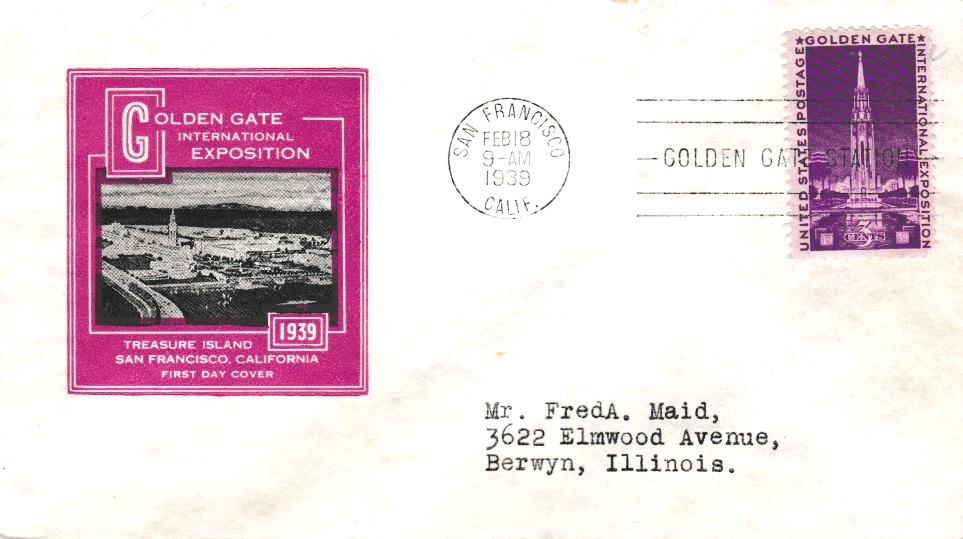 GOLDEN GATE
INTERNATIONAL
EXPOSITION
1939
TREASURE ISLAND
SAN FRANCISCO, CALIFORNIA
FIRST DAY COVER
SAN FRANCISCO
FEB 18
9-AM
1939
CALIF.
GOLDEN GATE STATION
UNITED STATES POSTAGE
★GOLDEN GATE★
INTERNATIONAL EXPOSITION
19 3 39
CENTS
Mr. FredA. Maid,
3622 Elmwood Avenue,
Berwyn, Illinois.